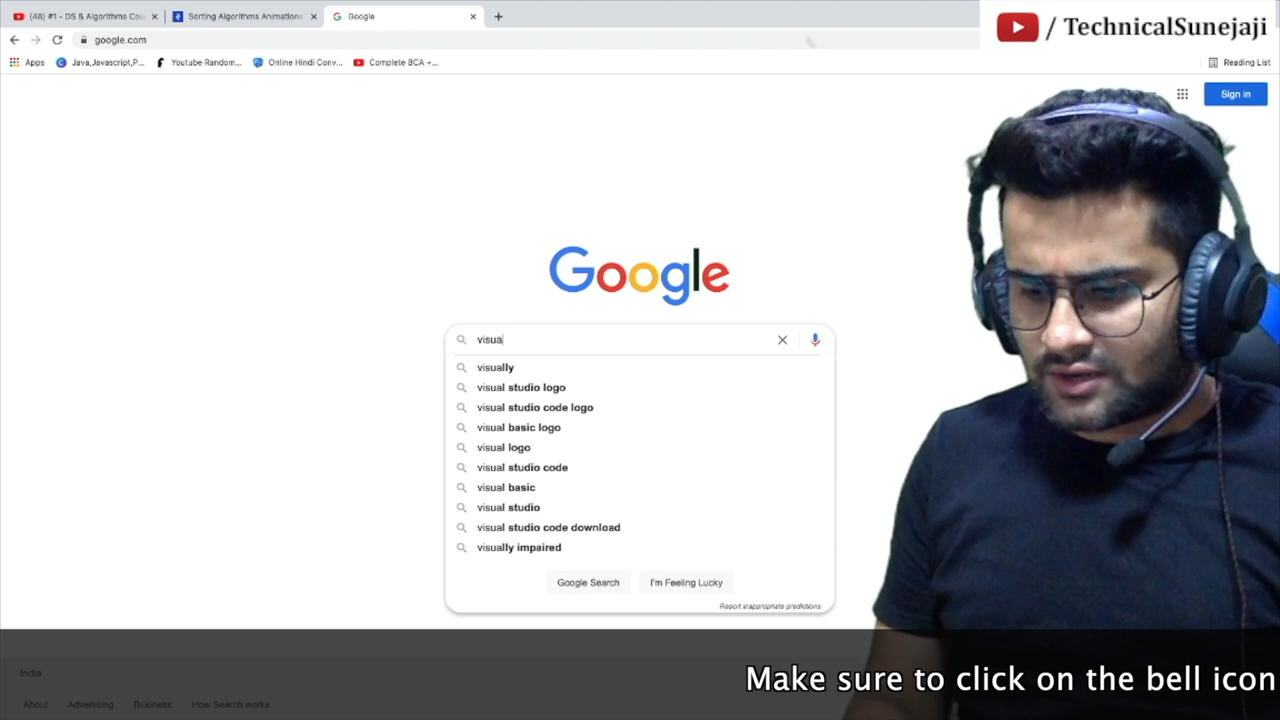 (48) #1 - DS & Algorithms Cou
Sorting Algorithms Animations
Google
/ TechnicalSunejaji
google.com
Apps
Java,Javascript,P...
Youtube Random...
Online Hindi Conv...
Complete BCA +...
Reading List
Sign in
Google
visua
visually
visual studio logo
visual studio code logo
visual basic logo
visual logo
visual studio code
visual basic
visual studio
visual studio code download
visually impaired
Google Search
I'm Feeling Lucky
Report inappropriate predictions
India
Make sure to click on the bell icon
About
Advertising
Business
How Search works